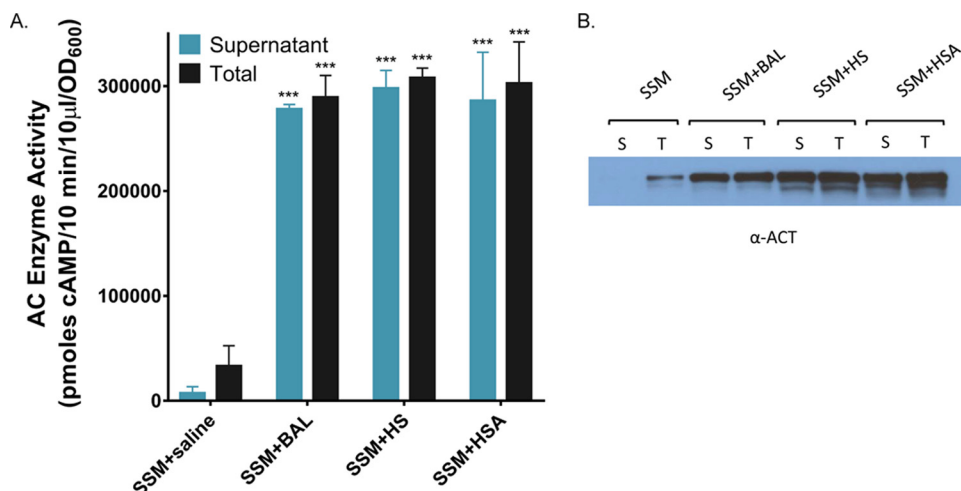 A.
AC Enzyme Activity
(pmoles cAMP/10 min/10µl/OD600)
Supernatant
Total
300000
200000
100000
0
***
***
***
***
***
***
SSM+saline
SSM+BAL
SSM+HS
SSM+HSA
B.
SSM
SSM+BAL
SSM+HS
SSM+HSA
S T S T S T S T
α-ACT